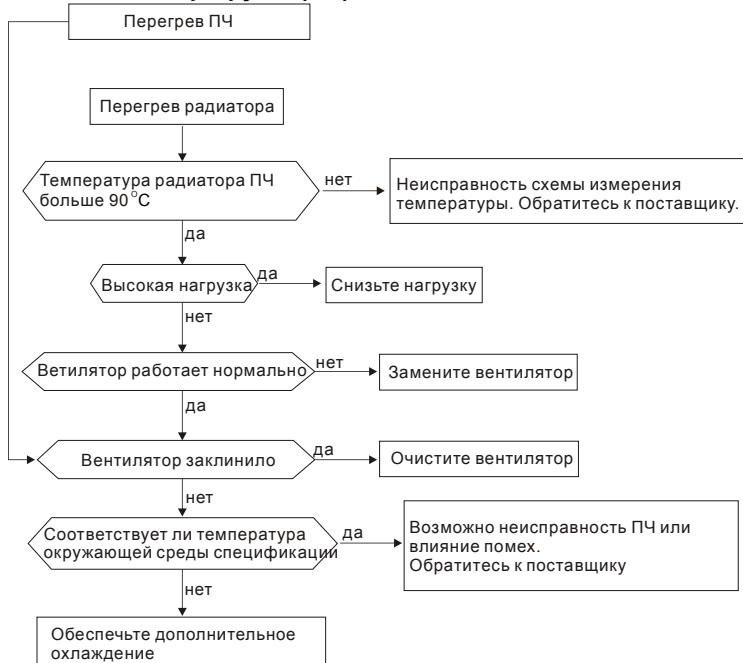 Перегрев ПЧ
Перегрев радиатора
Температура радиатора ПЧ
больше 90°C
нет
Неисправность схемы измерения
температуры. Обратитесь к поставщику.
да
Высокая нагрузка
да
Снизьте нагрузку
нет
Ветилятор работает нормально
нет
Замените вентилятор
да
Вентилятор заклинило
да
Очистите вентилятор
нет
Соответствует ли температура
окружающей среды спецификации
да
Возможно неисправность ПЧ или
влияние помех.
Обратитесь к поставщику
нет
Обеспечьте дополнительное
охлаждение